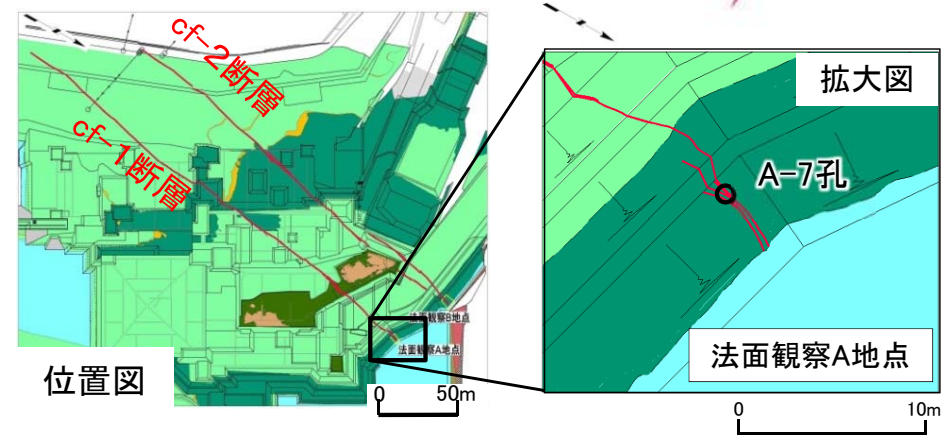 cf-2断層
cf-1断層
法面観察B地点
法面観察A地点
位置図
0 50m
拡大図
A-7孔
法面観察A地点
0 10m